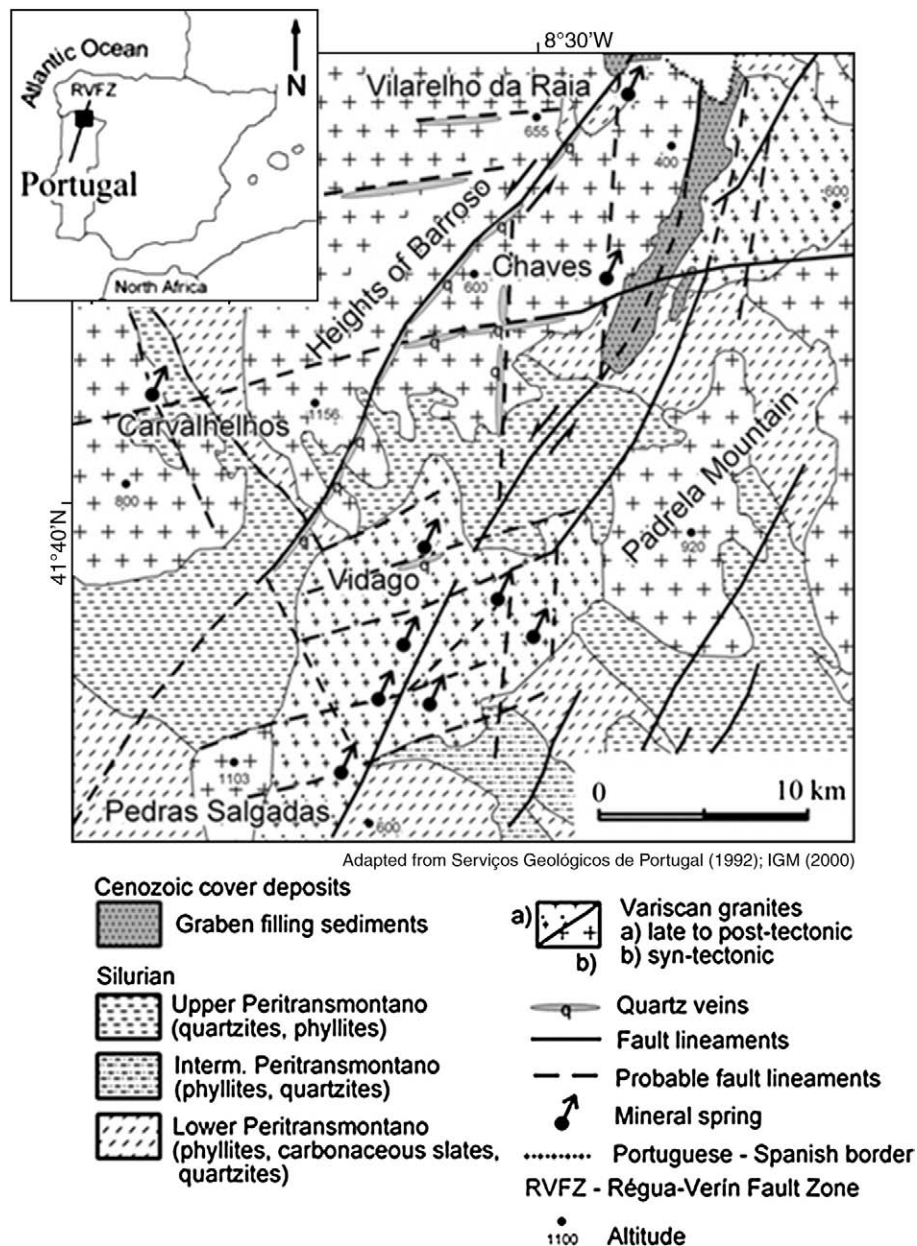 Atlantic Ocean
RVFZ
Portugal
North Africa
N
8°30'W
41°40'N
Vilarelho da Raia
655
400
600
Heights of Barroso
600
Chaves
q
q
q
q
q
q
q
q
q
q
1156
Carvalhelhos
800
Padrela Mountain
920
Vidago
1103
Pedras Salgadas
600
0 10 km
Adapted from Serviços Geológicos de Portugal (1992); IGM (2000)
Cenozoic cover deposits
Graben filling sediments
Silurian
Upper Peritransmontano
(quartzites, phyllites)
Interm. Peritransmontano
(phyllites, quartzites)
Lower Peritransmontano
(phyllites, carbonaceous slates,
quartzites)
a)
b)
Variscan granites
a) late to post-tectonic
b) syn-tectonic
q
Quartz veins
Fault lineaments
Probable fault lineaments
Mineral spring
Portuguese - Spanish border
RVFZ - Régua-Verín Fault Zone
1100
Altitude